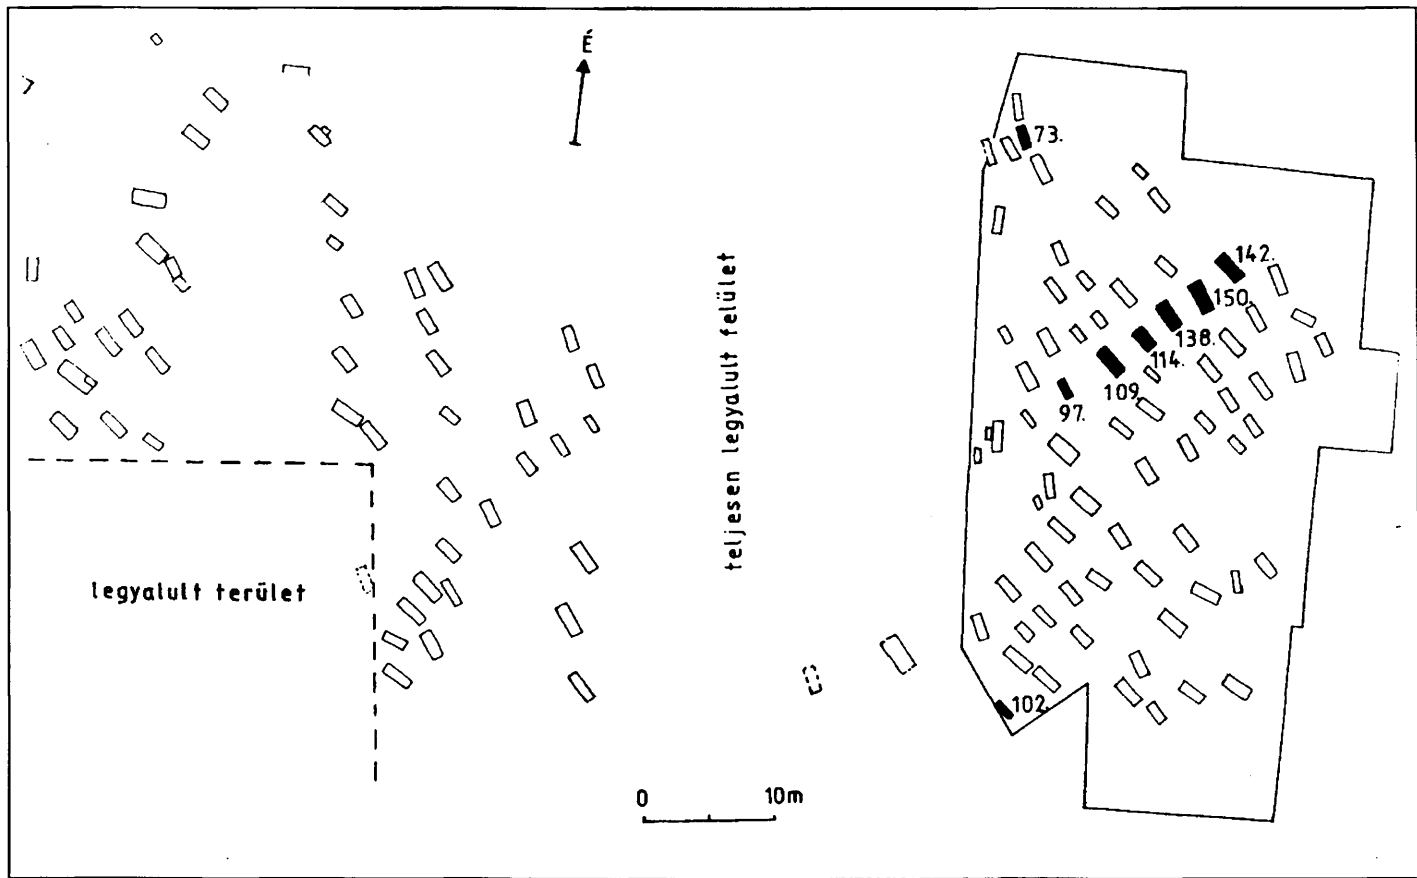 É
73.
142.
150.
138.
114.
109.
97.
teljesen legyalult felület
legyalult terület
102.
0 10m